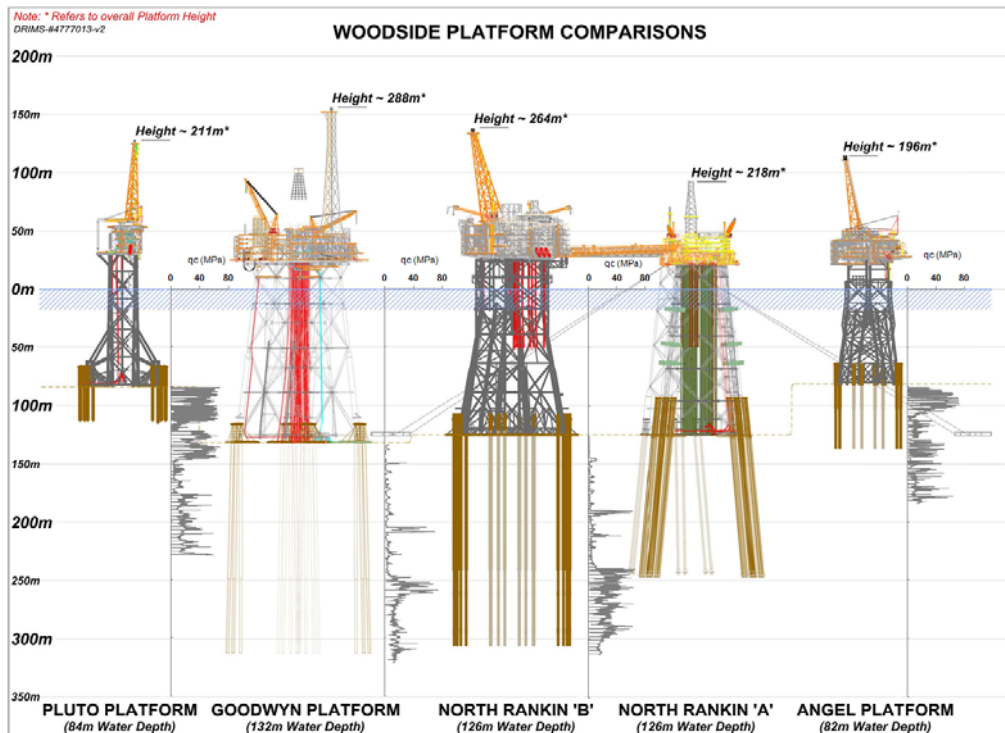 Note: * Refers to overall Platform Height
DRIMS-#4777013-v2
WOODSIDE PLATFORM COMPARISONS
200m
150m
100m
50m
0m
50m
100m
150m
200m
250m
300m
350m
Height ~ 211m*
Height ~ 288m*
Height ~ 264m*
Height ~ 218m*
Height ~ 196m*
qc (MPa)
0 40 80
qc (MPa)
0 40 80
qc (MPa)
0 40 80
qc (MPa)
0 40 80
PLUTO PLATFORM
(84m Water Depth)
GOODWYN PLATFORM
(132m Water Depth)
NORTH RANKIN 'B'
(126m Water Depth)
NORTH RANKIN 'A'
(126m Water Depth)
ANGEL PLATFORM
(82m Water Depth)